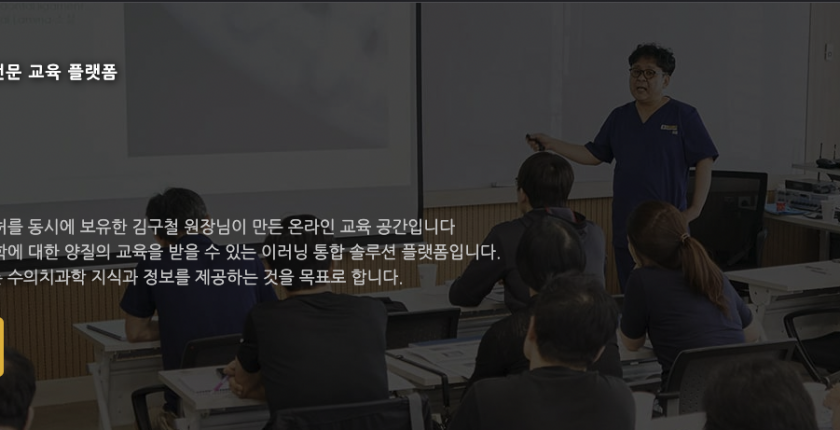 교육 플랫폼
동시에 보유한 김구철 원장님이 만든 온라인 교육 공간입니다
대한 양질의 교육을 받을 수 있는 이러닝 통합 솔루션 플랫폼입니다.
수의치과학 지식과 정보를 제공하는 것을 목표로 합니다.